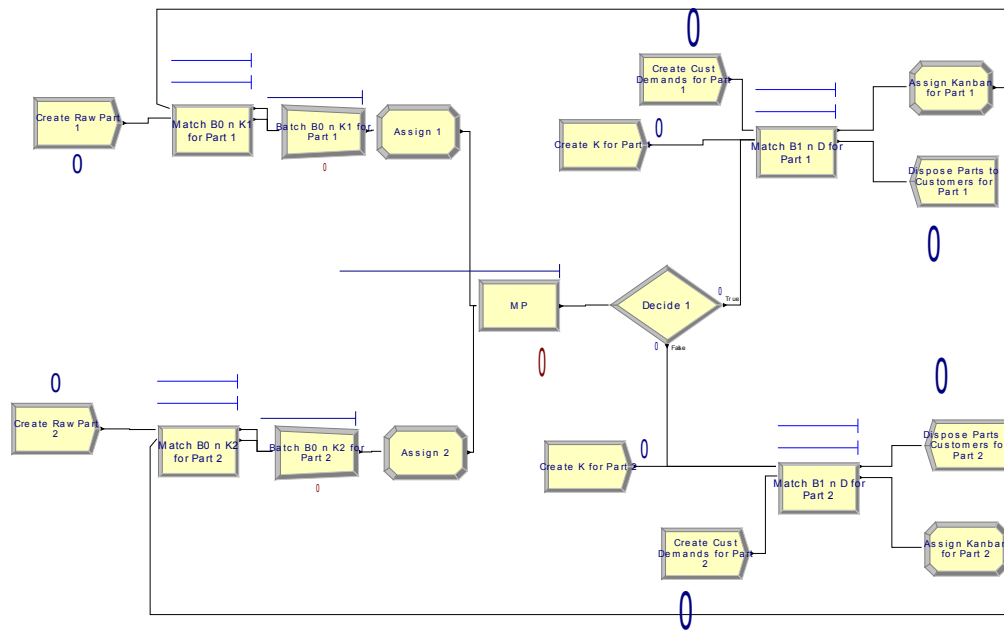 0
Create Cust
Demands for Part
1
Assign Kanban
for Part 1
Create Raw Part
1
0
Match B0 n K1
for Part 1
Batch B0 n K1 for
Part 1
0
Assign 1
Create K for Part 1
0
Match B1 n D for
Part 1
Dispose Parts to
Customers for
Part 1
0
MP
0
Decide 1
0
True
0
False
0
Create Raw Part
2
Match B0 n K2
for Part 2
Batch B0 n K2 for
Part 2
0
Assign 2
Create K for Part 2
0
Match B1 n D for
Part 2
0
Dispose Parts
Customers fo
Part 2
Create Cust
Demands for Part
2
0
Assign Kanban
for Part 2